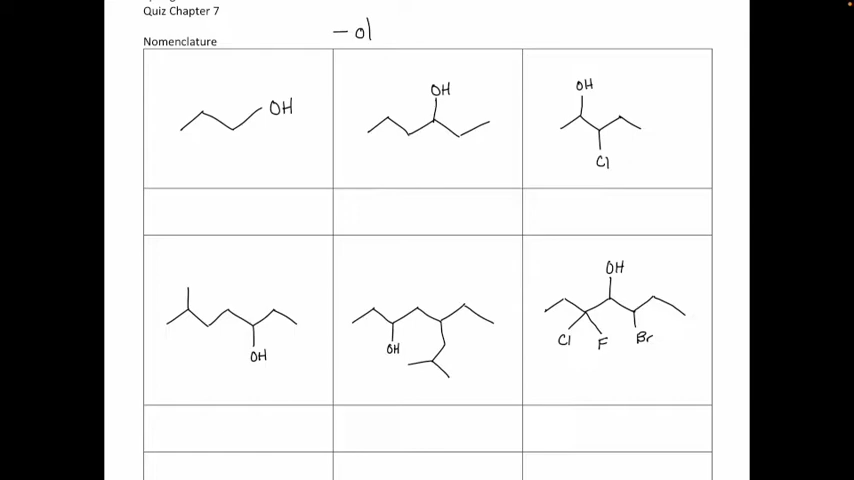 Quiz Chapter 7
– ol
Nomenclature
OH
OH
OH
Cl
OH
OH
OH
Cl F Br